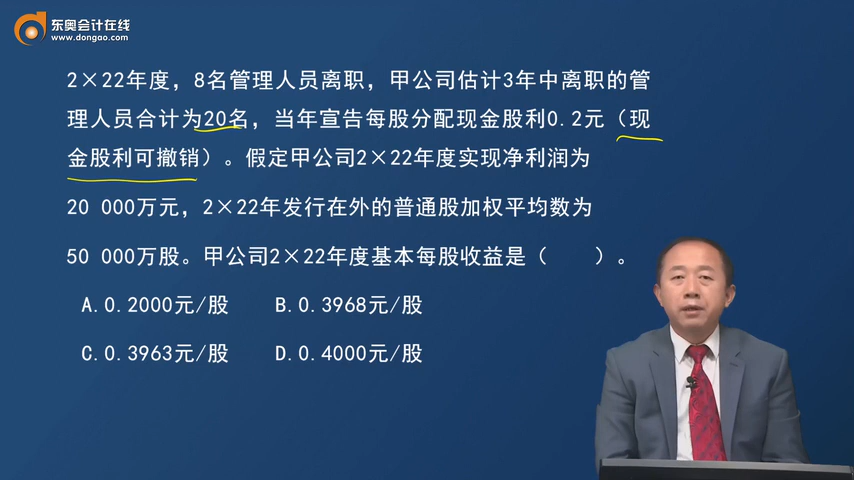 东奥会计在线
www.dongao.com
2×22年度，8名管理人员离职，甲公司估计3年中离职的管
理人员合计为20名，当年宣告每股分配现金股利0.2元（现
金股利可撤销）。假定甲公司2×22年度实现净利润为
20 000万元，2×22年发行在外的普通股加权平均数为
50 000万股。甲公司2×22年度基本每股收益是（　　）。
A.0.2000元/股　　B.0.3968元/股
C.0.3963元/股　　D.0.4000元/股